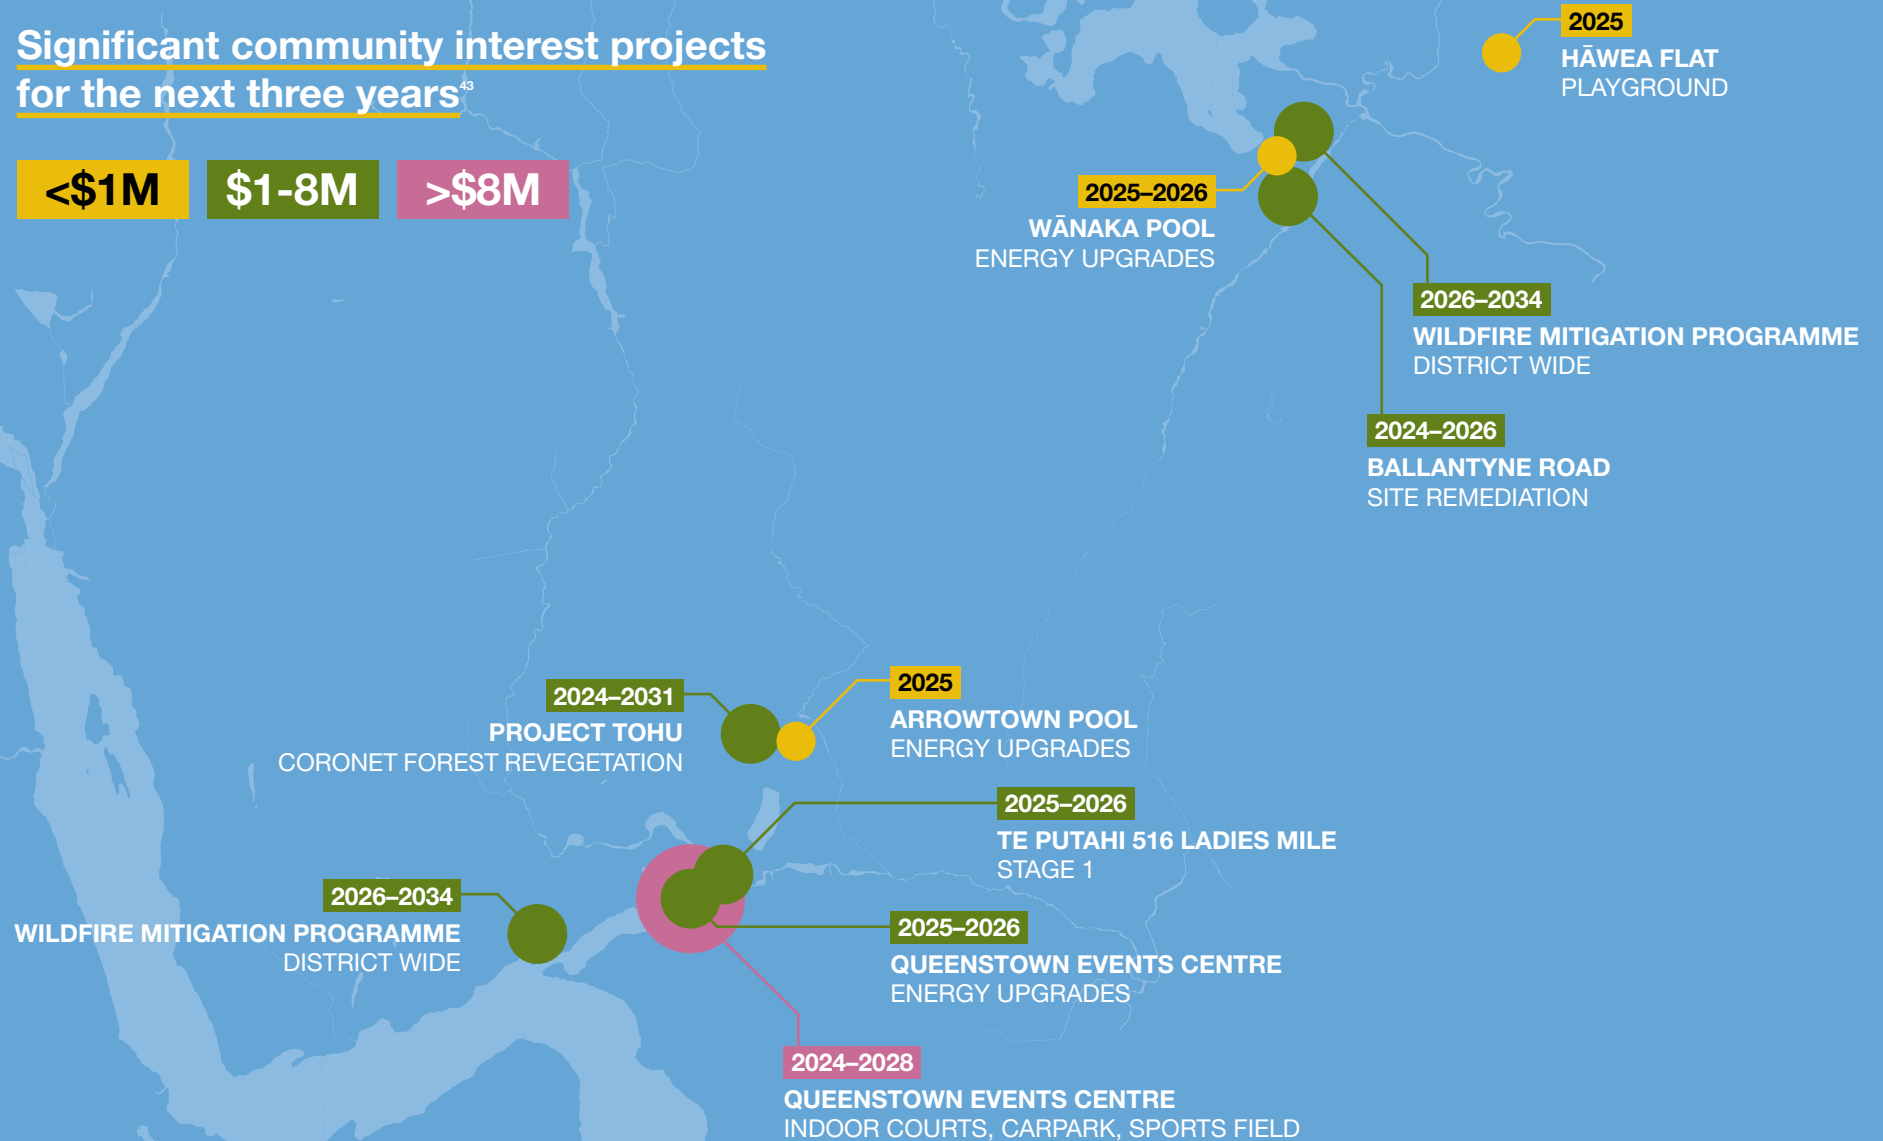 Significant community interest projects
for the next three years43
<$1M
$1-8M
>$8M
2025
HĀWEA FLAT
PLAYGROUND
2025–2026
WĀNAKA POOL
ENERGY UPGRADES
2026–2034
WILDFIRE MITIGATION PROGRAMME
DISTRICT WIDE
2024–2026
BALLANTYNE ROAD
SITE REMEDIATION
2024–2031
PROJECT TOHU
CORONET FOREST REVEGETATION
2025
ARROWTOWN POOL
ENERGY UPGRADES
2025–2026
TE PUTAHI 516 LADIES MILE
STAGE 1
2026–2034
WILDFIRE MITIGATION PROGRAMME
DISTRICT WIDE
2025–2026
QUEENSTOWN EVENTS CENTRE
ENERGY UPGRADES
2024–2028
QUEENSTOWN EVENTS CENTRE
INDOOR COURTS, CARPARK, SPORTS FIELD